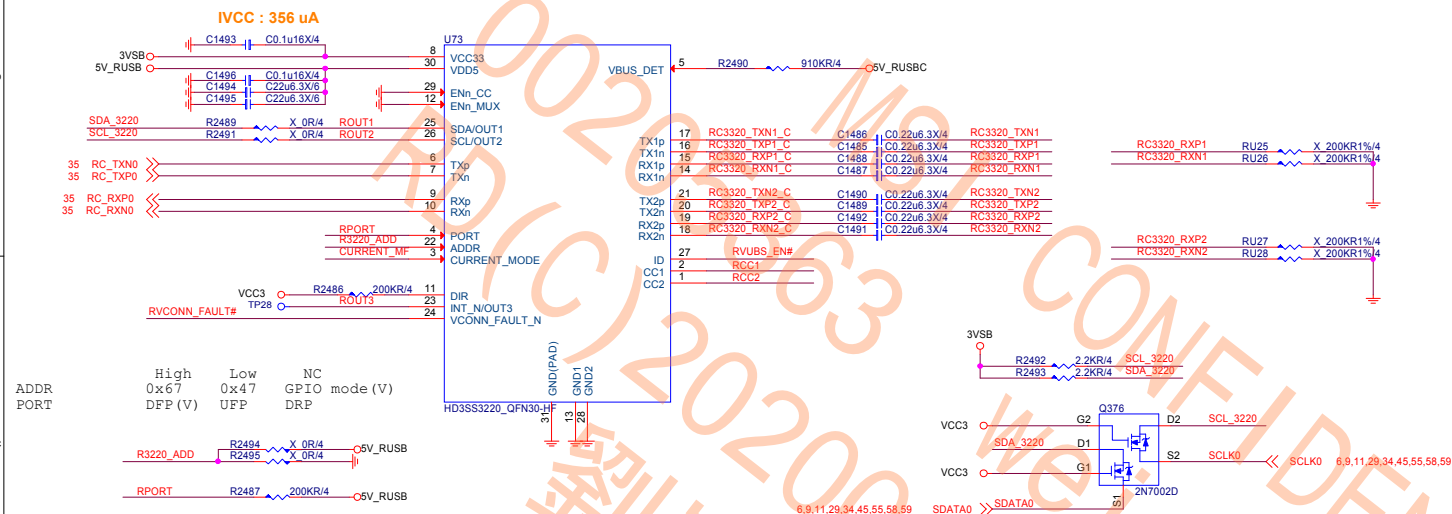 IVCC : 356 uA
C1493 C0.1u16X/4
3VSB
5V_RUSB
C1496 C0.1u16X/4
C1494 C22u6.3X/6
C1495 C22u6.3X/6
U73
8 VCC33
30 VDD5
29 ENn_CC
12 ENn_MUX
SDA_3220 R2489 X_0R/4 ROUT1 25 SDA/OUT1
SCL_3220 R2491 X_0R/4 ROUT2 26 SCL/OUT2
35 RC_TXN0 6 TXp
35 RC_TXP0 7 TXn
35 RC_RXP0 9 RXp
35 RC_RXN0 10 RXn
RPORT 4 PORT
R3220_ADD 22 ADDR
CURRENT_MF 3 CURRENT_MODE
VCC3 R2486 200KR/4 11 DIR
TP28 ROUT3 23 INT_N/OUT3
RVCONN_FAULT# 24 VCONN_FAULT_N
VBUS_DET 5 R2490 910KR/4 5V_RUSBC
TX1p 17 RC3320_TXN1_C C1486 C0.22u6.3X/4 RC3320_TXN1
TX1n 16 RC3320_TXP1_C C1485 C0.22u6.3X/4 RC3320_TXP1
RX1p 15 RC3320_RXP1_C C1488 C0.22u6.3X/4 RC3320_RXP1
RX1n 14 RC3320_RXN1_C C1487 C0.22u6.3X/4 RC3320_RXN1
TX2p 21 RC3320_TXN2_C C1490 C0.22u6.3X/4 RC3320_TXN2
TX2n 20 RC3320_TXP2_C C1489 C0.22u6.3X/4 RC3320_TXP2
RX2p 19 RC3320_RXP2_C C1492 C0.22u6.3X/4 RC3320_RXP2
RX2n 18 RC3320_RXN2_C C1491 C0.22u6.3X/4 RC3320_RXN2
ID 27 RVUBS_EN#
CC1 2 RCC1
CC2 1 RCC2
GND(PAD) 31
GND1 13
GND2 28
HD3SS3220_QFN30-HF
RC3320_RXP1 RU25 X_200KR1%/4
RC3320_RXN1 RU26 X_200KR1%/4
RC3320_RXP2 RU27 X_200KR1%/4
RC3320_RXN2 RU28 X_200KR1%/4
High Low NC
ADDR 0x67 0x47 GPIO mode(V)
PORT DFP(V) UFP DRP
R3220_ADD R2494 X_0R/4 5V_RUSB
R2495 X_0R/4
RPORT R2487 200KR/4 5V_RUSB
3VSB
R2492 2.2KR/4 SCL_3220
R2493 2.2KR/4 SDA_3220
Q376
VCC3 G2 D2 SCL_3220
SDA_3220 D1
S2 SCLK0 SCLK0 6,9,11,29,34,45,55,58,59
VCC3 G1
2N7002D
S1
6,9,11,29,34,45,55,58,59 SDATA0 SDATA0
MSI CONFIDEN
0020S363
RD(C)20200
wei
劉